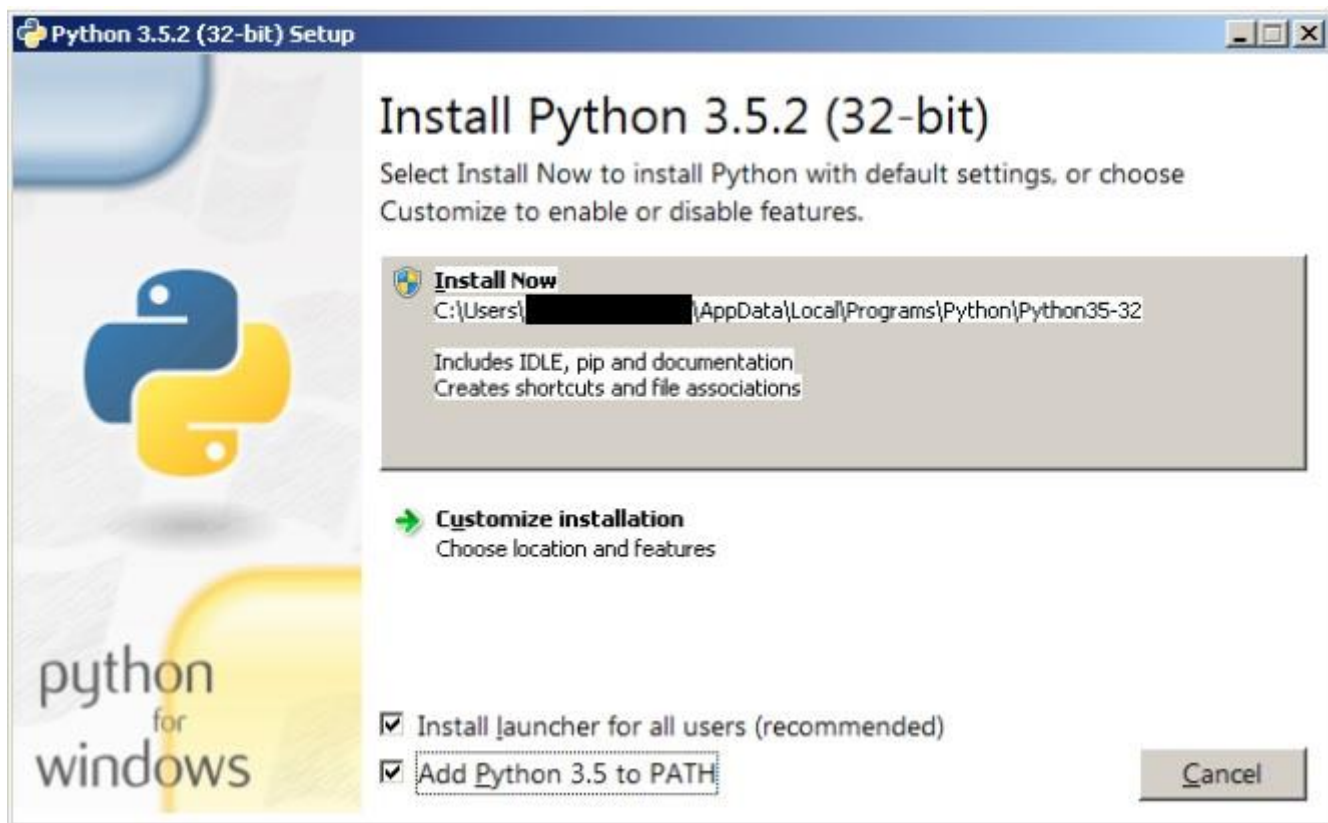 Python 3.5.2 (32-bit) Setup
Install Python 3.5.2 (32-bit)
Select Install Now to install Python with default settings, or choose
Customize to enable or disable features.
Install Now
C:\Users\ \AppData\Local\Programs\Python\Python35-32
Includes IDLE, pip and documentation
Creates shortcuts and file associations
Customize installation
Choose location and features
python
for
windows
Install launcher for all users (recommended)
Add Python 3.5 to PATH
Cancel